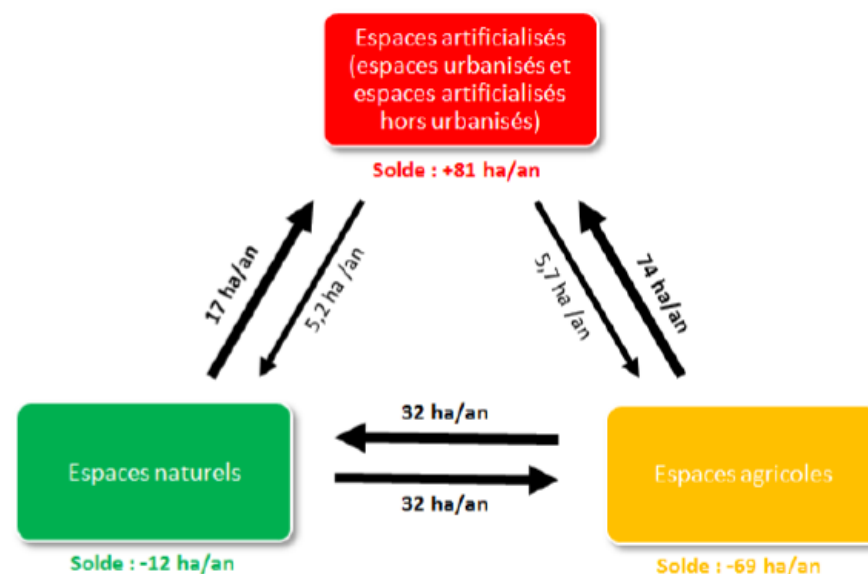 Espaces artificialisés
(espaces urbanisés et
espaces artificialisés
hors urbanisés)
Solde : +81 ha/an
17 ha/an
5,2 ha /an
5,7 ha /an
74 ha/an
32 ha/an
32 ha/an
Espaces naturels
Espaces agricoles
Solde : -12 ha/an
Solde : -69 ha/an